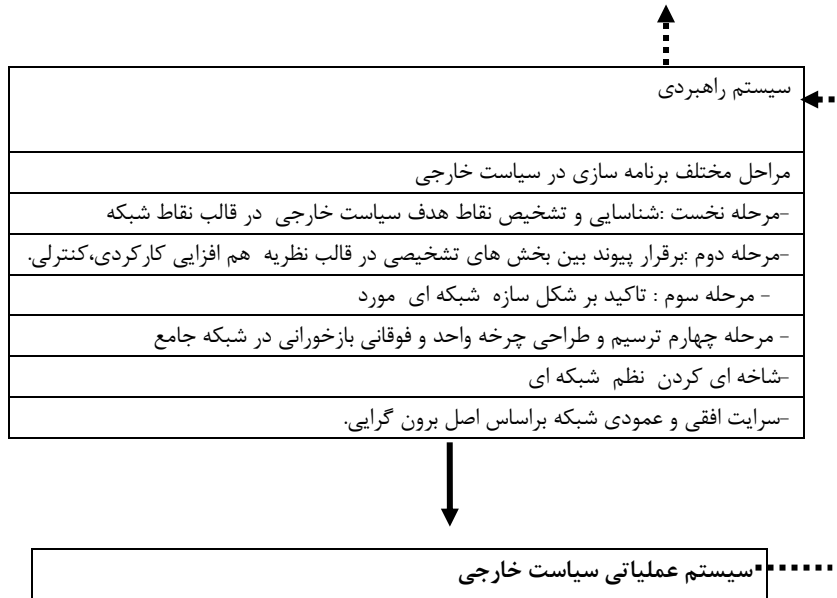 سیستم راهبردی
مراحل مختلف برنامه سازی در سیاست خارجی
-مرحله نخست :شناسایی و تشخیص نقاط هدف سیاست خارجی در قالب نقاط شبکه
-مرحله دوم :برقرار پیوند بین بخش های تشخیصی در قالب نظریه هم افزایی کارکردی،کنترلی.
- مرحله سوم : تاکید بر شکل سازه شبکه ای مورد
- مرحله چهارم ترسیم و طراحی چرخه واحد و فوقانی بازخورانی در شبکه جامع
-شاخه ای کردن نظم شبکه ای
-سرایت افقی و عمودی شبکه براساس اصل برون گرایی.
سیستم عملیاتی سیاست خارجی